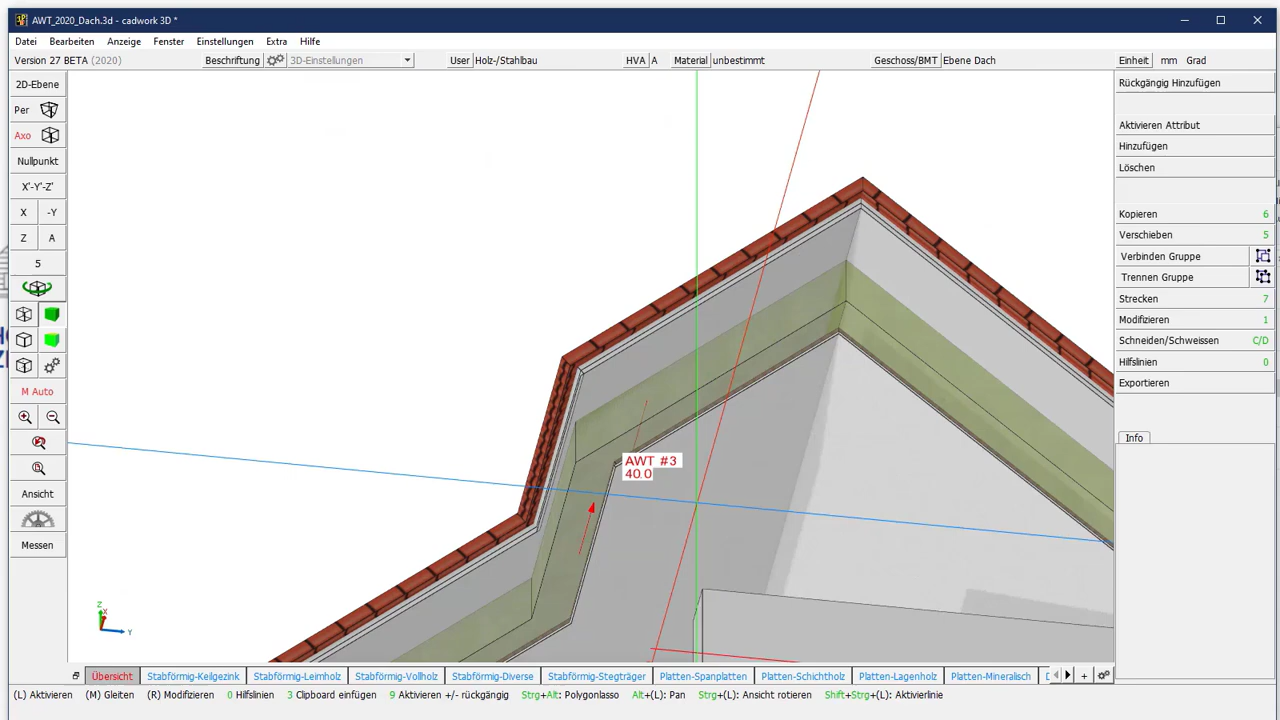 AWT_2020_Dach.3d - cadwork 3D *
Datei Bearbeiten Anzeige Fenster Einstellungen Extra Hilfe
Version 27 BETA (2020) Beschriftung 3D-Einstellungen User Holz-/Stahlbau HVA A Material unbestimmt Geschoss/BMT Ebene Dach Einheit mm Grad
2D-Ebene
Per
Axo
Nullpunkt
X'-Y'-Z'
X -Y
Z A
5
M Auto
Ansicht
Messen
AWT #3
40.0
Z
X
Y
Rückgängig Hinzufügen
Aktivieren Attribut
Hinzufügen
Löschen
Kopieren 6
Verschieben 5
Verbinden Gruppe
Trennen Gruppe
Strecken 7
Modifizieren 1
Schneiden/Schweissen C/D
Hilfslinien 0
Exportieren
Info
Übersicht Stabförmig-Keilgezink Stabförmig-Leimholz Stabförmig-Vollholz Stabförmig-Diverse Stabförmig-Stegträger Platten-Spanplatten Platten-Schichtholz Platten-Lagenholz Platten-Mineralisch +
(L) Aktivieren (M) Gleiten (R) Modifizieren 0 Hilfslinien 3 Clipboard einfügen 9 Aktivieren +/- rückgängig Strg+Alt: Polygonlasso Alt+(L): Pan Strg+(L): Ansicht rotieren Shift+Strg+(L): Aktivierlinie